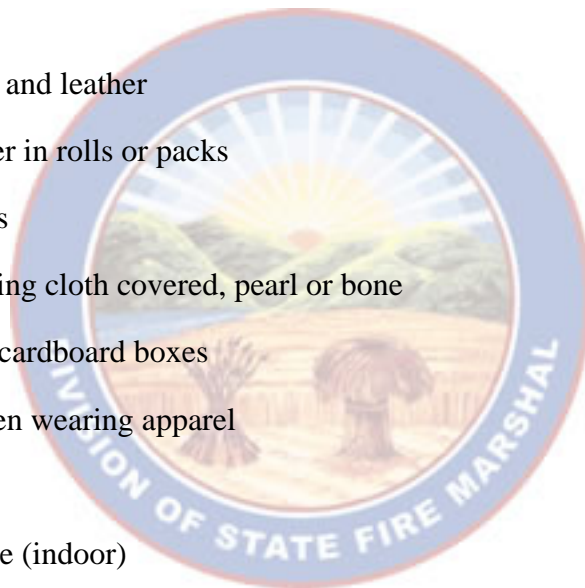 and leather
er in rolls or packs
s
ing cloth covered, pearl or bone
cardboard boxes
en wearing apparel
DIVISION OF STATE FIRE MARSHAL
e (indoor)